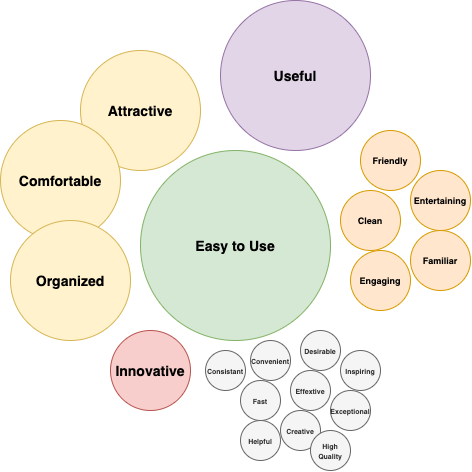 Useful
Attractive
Friendly
Comfortable
Entertaining
Clean
Easy to Use
Familiar
Organized
Engaging
Innovative
Desirable
Convenient
Consistant
Inspiring
Effextive
Fast
Exceptional
Creative
Helpful
High
Quality